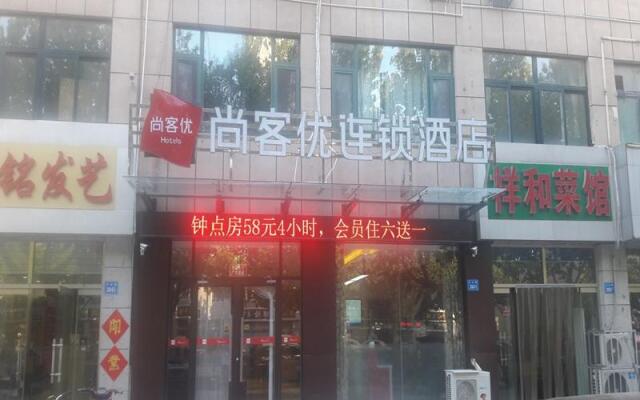 尚客优
Hotels
尚客优连锁酒店
铭发艺
祥和菜馆
钟点房58元4小时，会员住六送一